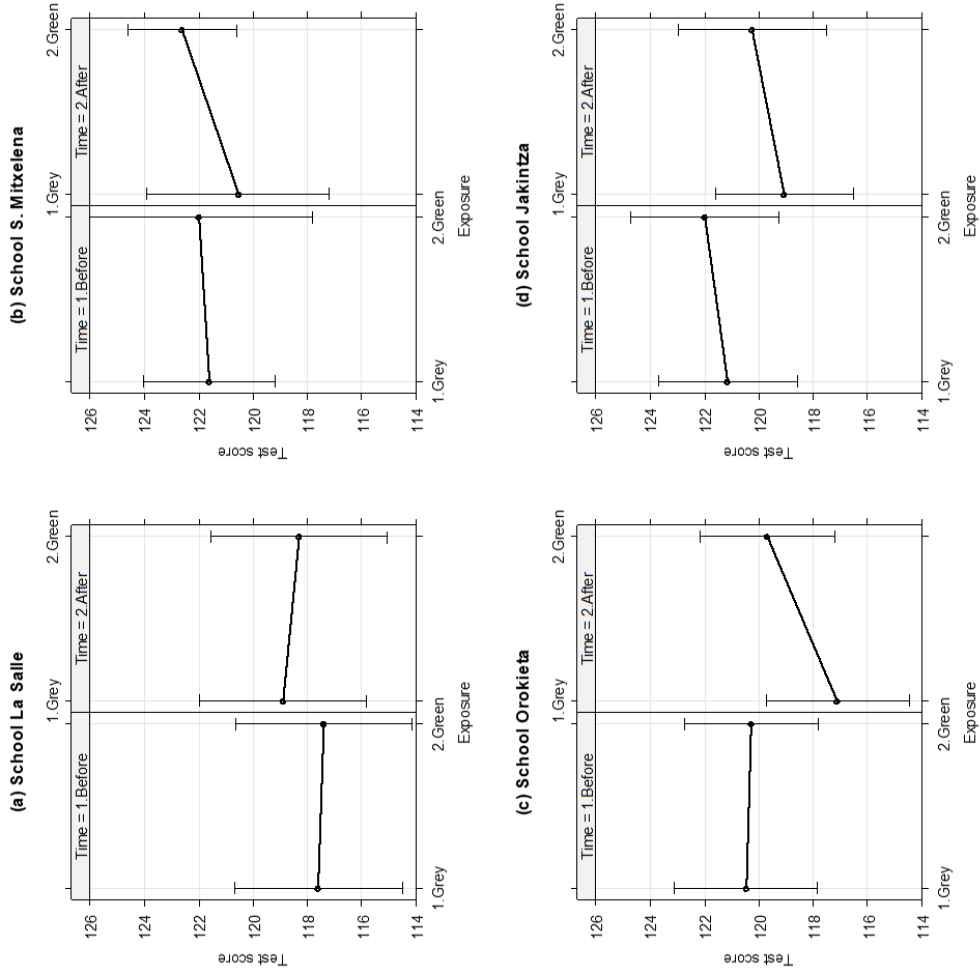 (a) School La Salle
1.Grey
2.Green
Time = 1.Before
Time = 2.After
126
124
122
120
118
116
114
Test score
1.Grey
2.Green
Exposure
(b) School S. Mitxelena
1.Grey
2.Green
Time = 1.Before
Time = 2.After
126
124
122
120
118
116
114
Test score
1.Grey
2.Green
Exposure
(c) School Orokieta
1.Grey
2.Green
Time = 1.Before
Time = 2.After
126
124
122
120
118
116
114
Test score
1.Grey
2.Green
Exposure
(d) School Jakintza
1.Grey
2.Green
Time = 1.Before
Time = 2.After
126
124
122
120
118
116
114
Test score
1.Grey
2.Green
Exposure